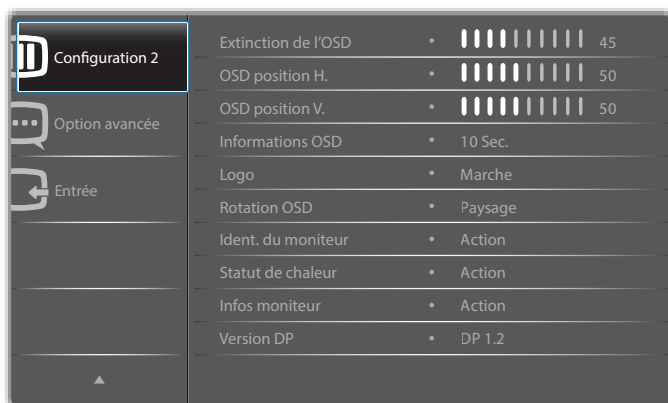 Configuration 2
Option avancée
Entrée
Extinction de l'OSD • 45
OSD position H. • 50
OSD position V. • 50
Informations OSD • 10 Sec.
Logo • Marche
Rotation OSD • Paysage
Ident. du moniteur • Action
Statut de chaleur • Action
Infos moniteur • Action
Version DP • DP 1.2